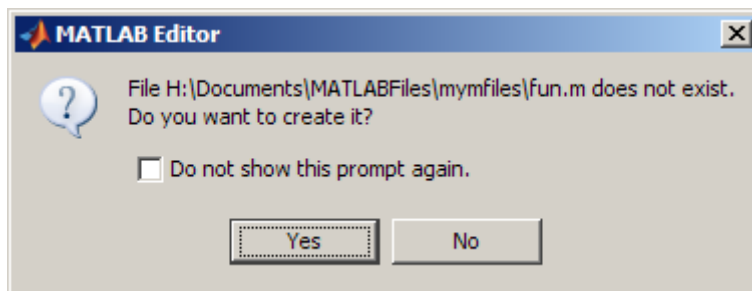 MATLAB Editor
File H:\Documents\MATLABFiles\mymfiles\fun.m does not exist.
Do you want to create it?
Do not show this prompt again.
Yes No